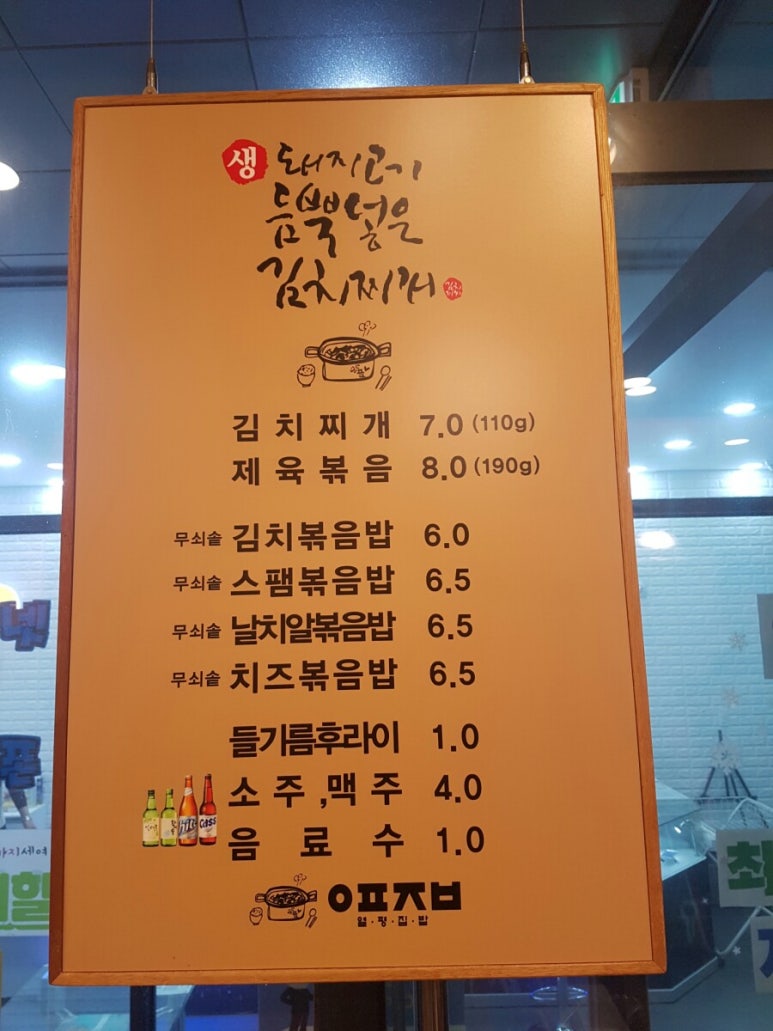 생 돼지고기
듬뿍넣은
김치찌개
김치찌개 7.0 (110g)
제육볶음 8.0 (190g)
무쇠솥 김치볶음밥 6.0
무쇠솥 스팸볶음밥 6.5
무쇠솥 날치알볶음밥 6.5
무쇠솥 치즈볶음밥 6.5
들기름후라이 1.0
소주,맥주 4.0
hite CASS
음료수 1.0
ㅇㅍㅈㅂ
열·평·집·밥